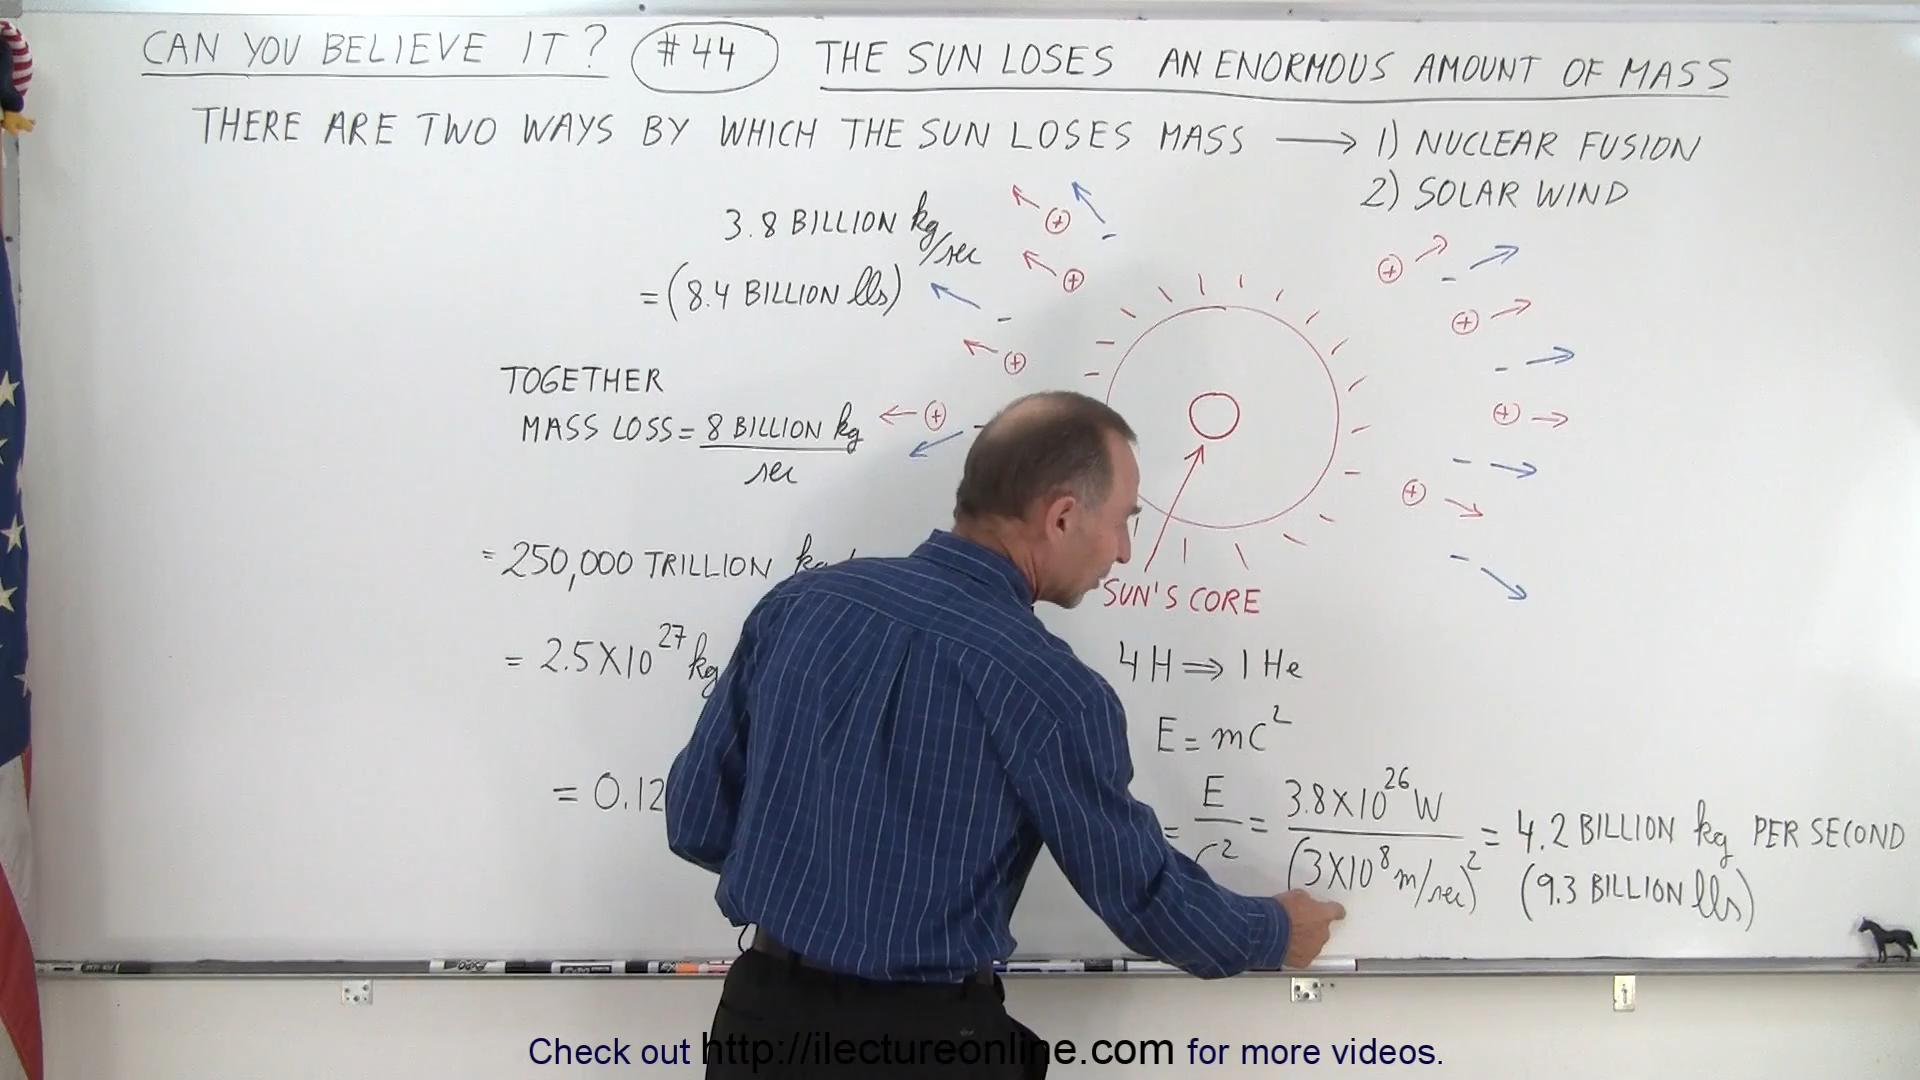 CAN YOU BELIEVE IT? #44 THE SUN LOSES AN ENORMOUS AMOUNT OF MASS
THERE ARE TWO WAYS BY WHICH THE SUN LOSES MASS → 1) NUCLEAR FUSION
2) SOLAR WIND
3.8 BILLION kg/sec
= (8.4 BILLION lbs)
TOGETHER
MASS LOSS = 8 BILLION kg
sec
= 250,000 TRILLION
= 2.5X10^27 kg
= 0.12
SUN'S CORE
4H ⇒ 1 He
E = mc^2
= E/C^2 = 3.8X10^26 W / (3X10^8 m/sec)^2 = 4.2 BILLION kg PER SECOND
(9.3 BILLION lbs)
Check out http://ilectureonline.com for more videos.